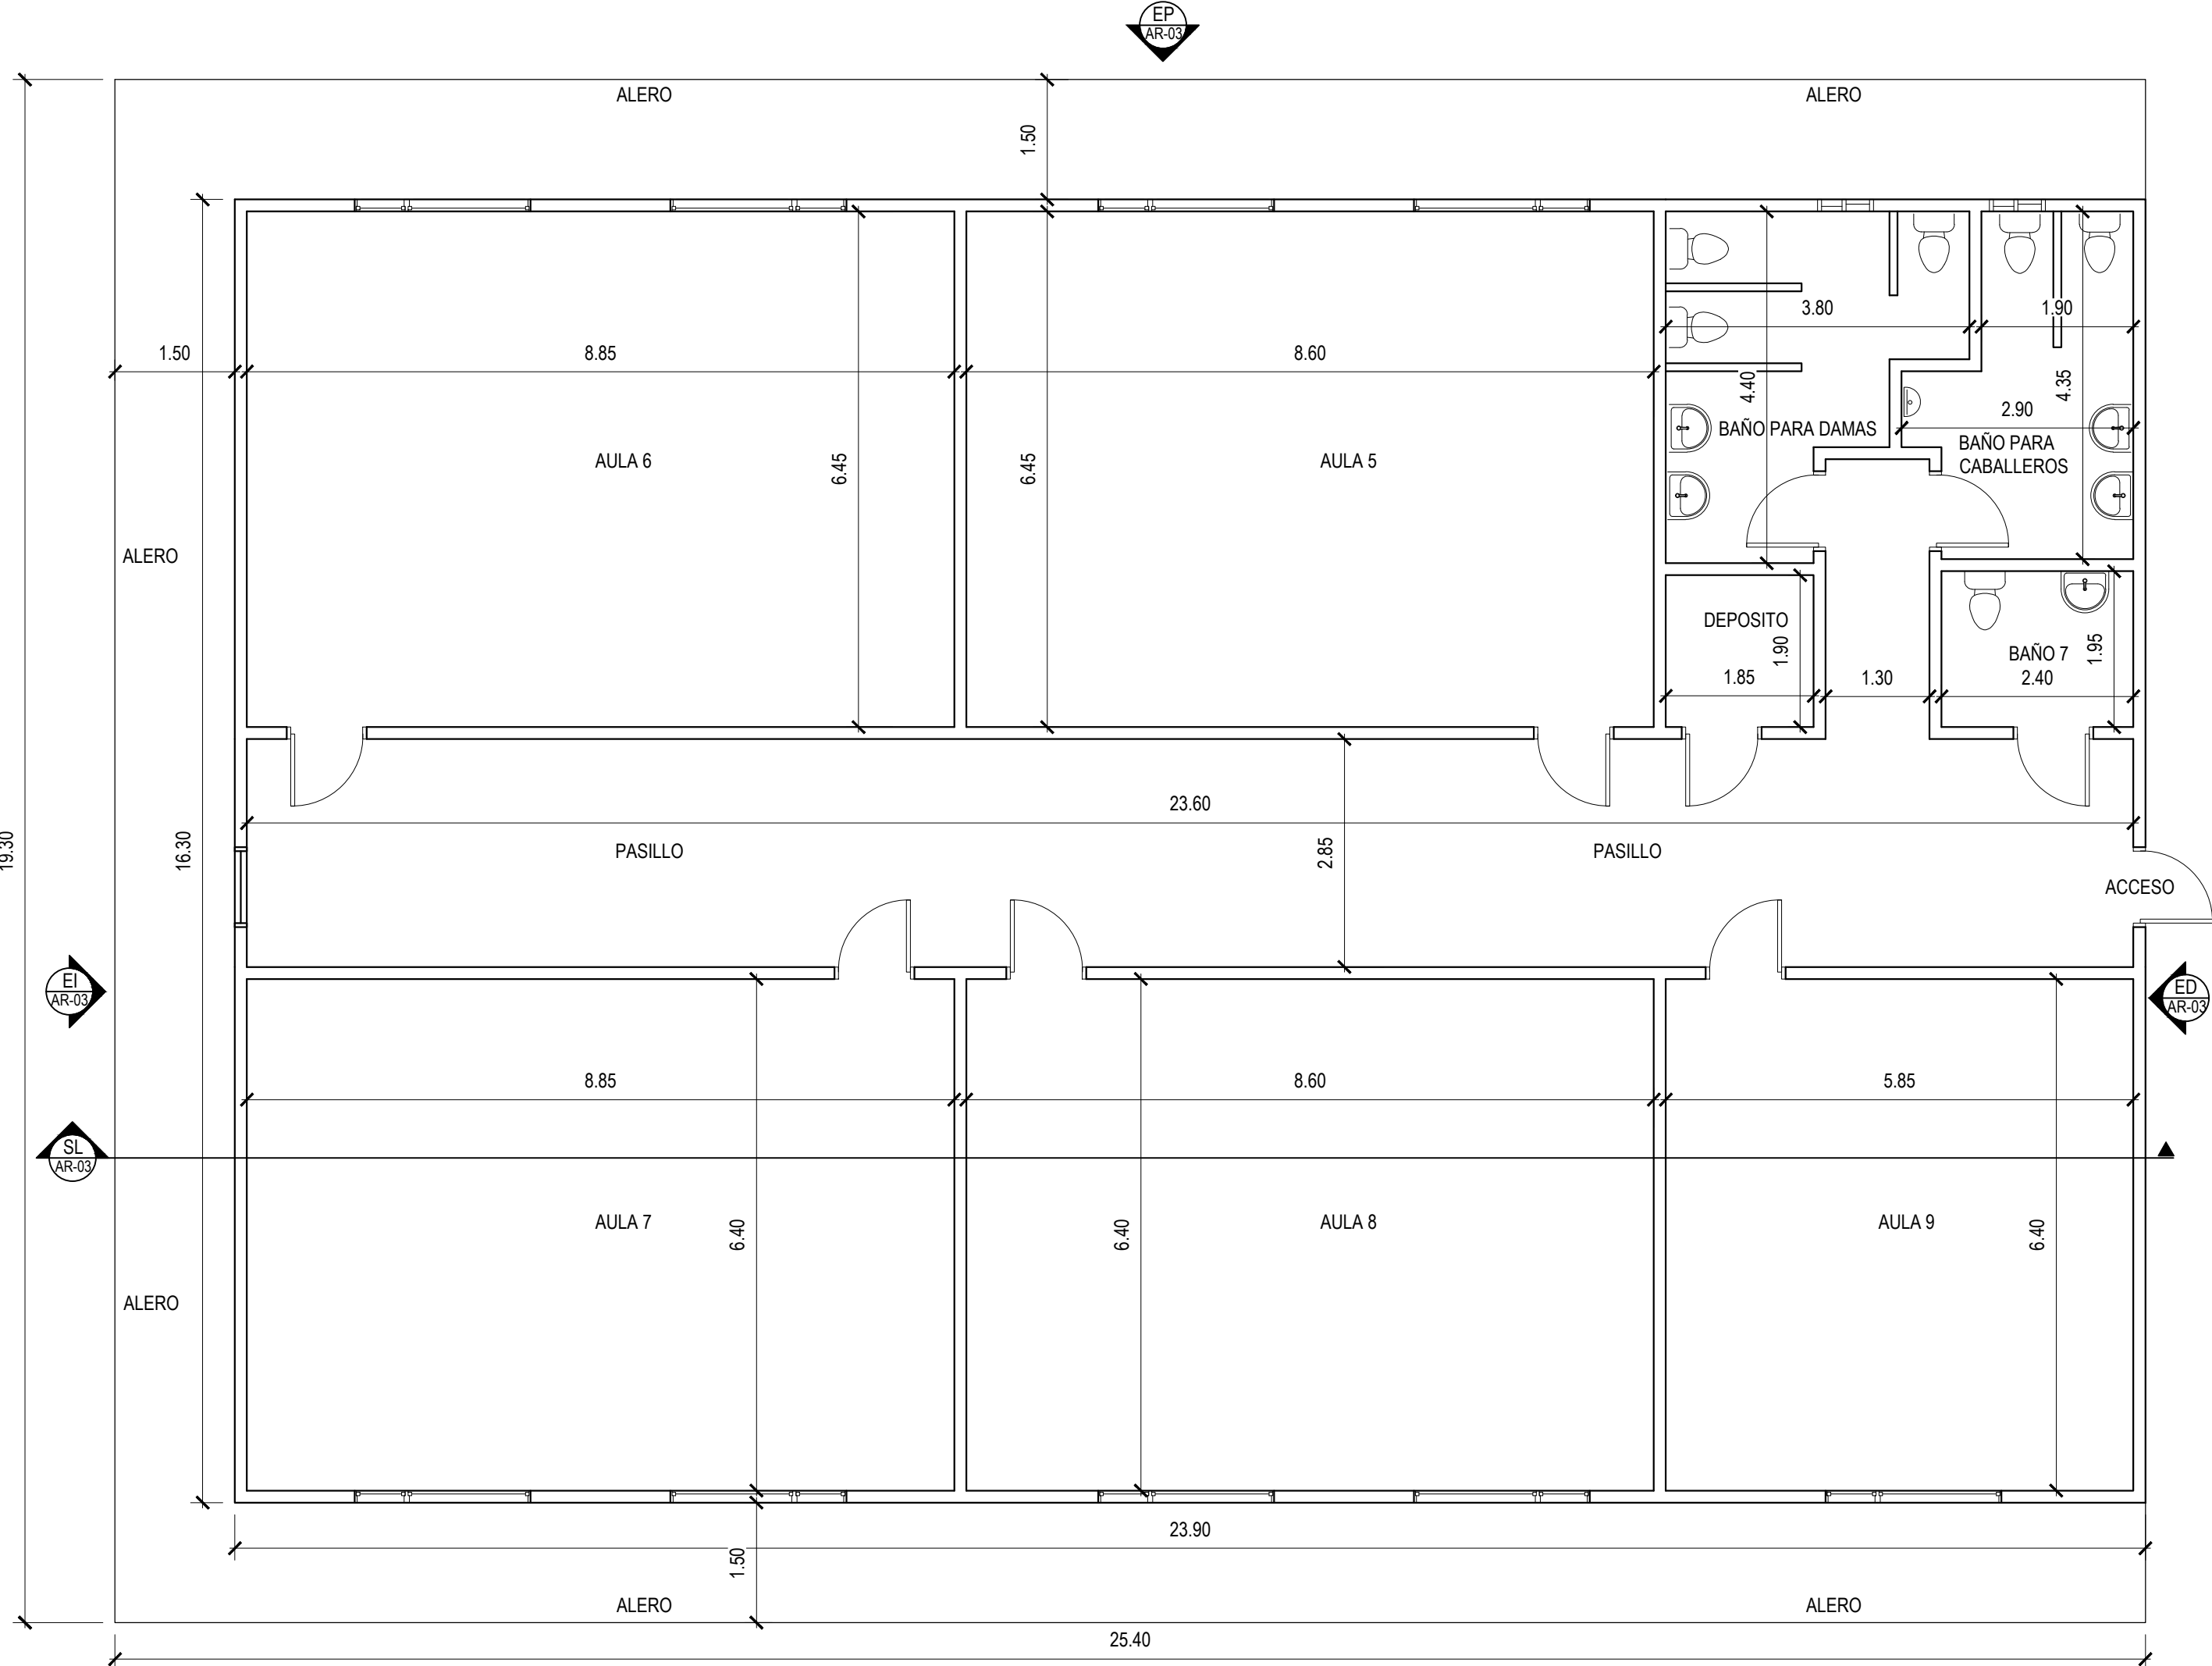 EP
AR-03
ALERO
ALERO
1.50
3.80
1.90
1.50
8.85
8.60
4.40
4.35
2.90
BAÑO PARA DAMAS
BAÑO PARA
CABALLEROS
AULA 6
6.45
6.45
AULA 5
ALERO
DEPOSITO
1.90
BAÑO 7
1.95
1.85
1.30
2.40
23.60
19.30
16.30
PASILLO
2.85
PASILLO
ACCESO
EI
AR-03
ED
AR-03
8.85
8.60
5.85
SL
AR-03
AULA 7
6.40
6.40
AULA 8
AULA 9
6.40
ALERO
23.90
1.50
ALERO
ALERO
25.40